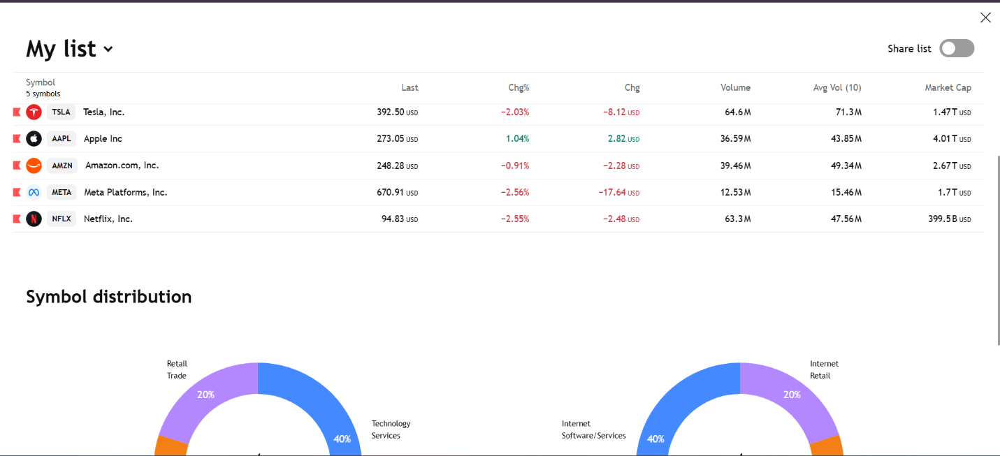 My list
Share list
Symbol
5 symbols
Last Chg% Chg Volume Avg Vol (10) Market Cap
TSLA Tesla, Inc. 392.50 USD −2.03% −8.12 USD 64.6 M 71.3 M 1.47 T USD
AAPL Apple Inc 273.05 USD 1.04% 2.82 USD 36.59 M 43.85 M 4.01 T USD
AMZN Amazon.com, Inc. 248.28 USD −0.91% −2.28 USD 39.46 M 49.34 M 2.67 T USD
META Meta Platforms, Inc. 670.91 USD −2.56% −17.64 USD 12.53 M 15.46 M 1.7 T USD
N NFLX Netflix, Inc. 94.83 USD −2.55% −2.48 USD 63.3 M 47.56 M 399.5 B USD
Symbol distribution
Retail
Trade
20%
Technology
Services
40%
Internet
Retail
20%
Internet
Software/Services
40%